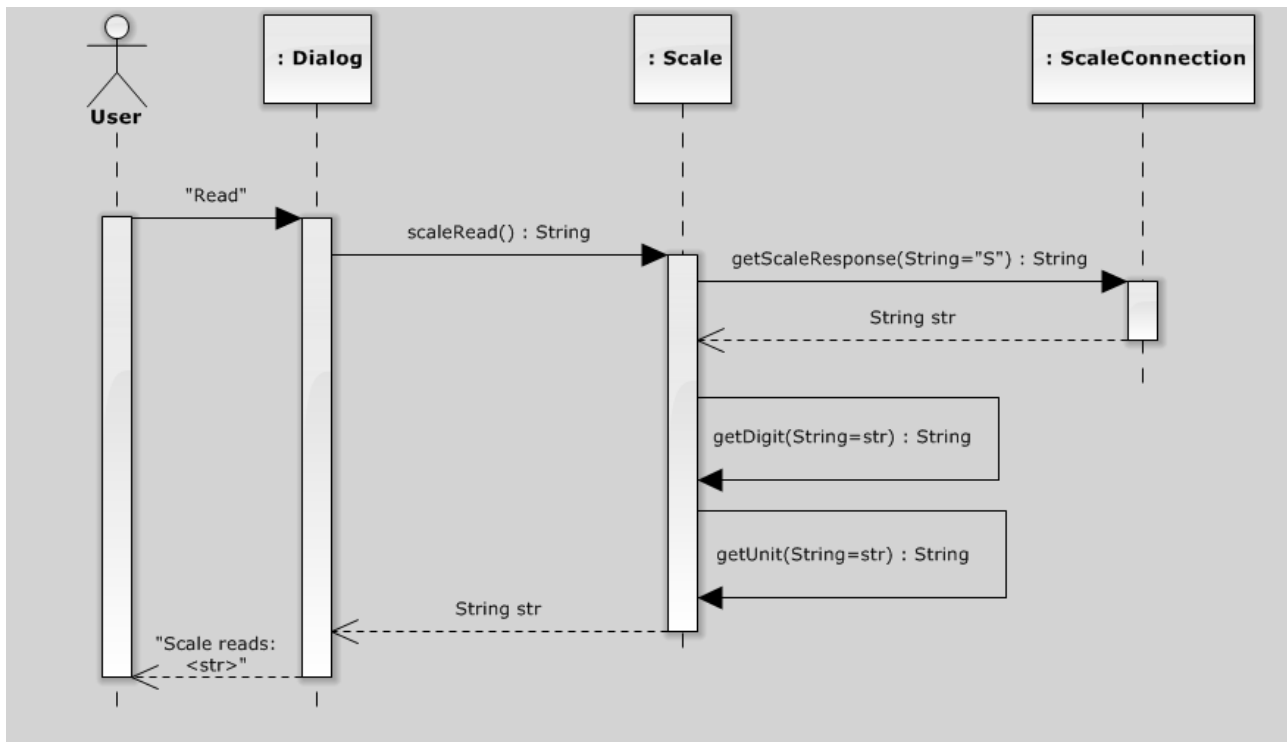 : Dialog
: Scale
: ScaleConnection
User
"Read"
scaleRead() : String
getScaleResponse(String="S") : String
String str
getDigit(String=str) : String
getUnit(String=str) : String
String str
"Scale reads:
<str>"